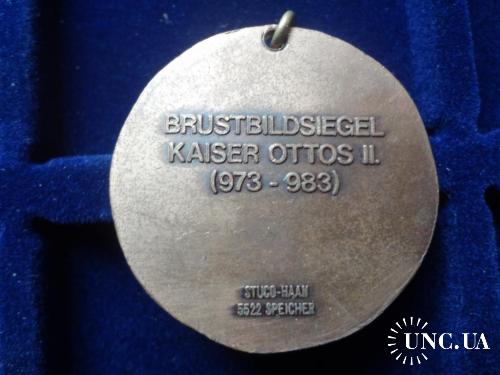 BRUSTBILDSIEGEL
KAISER OTTOS II.
(973 - 983)
STUCO-HAAN
5522 SPEICHER
UNC.UA